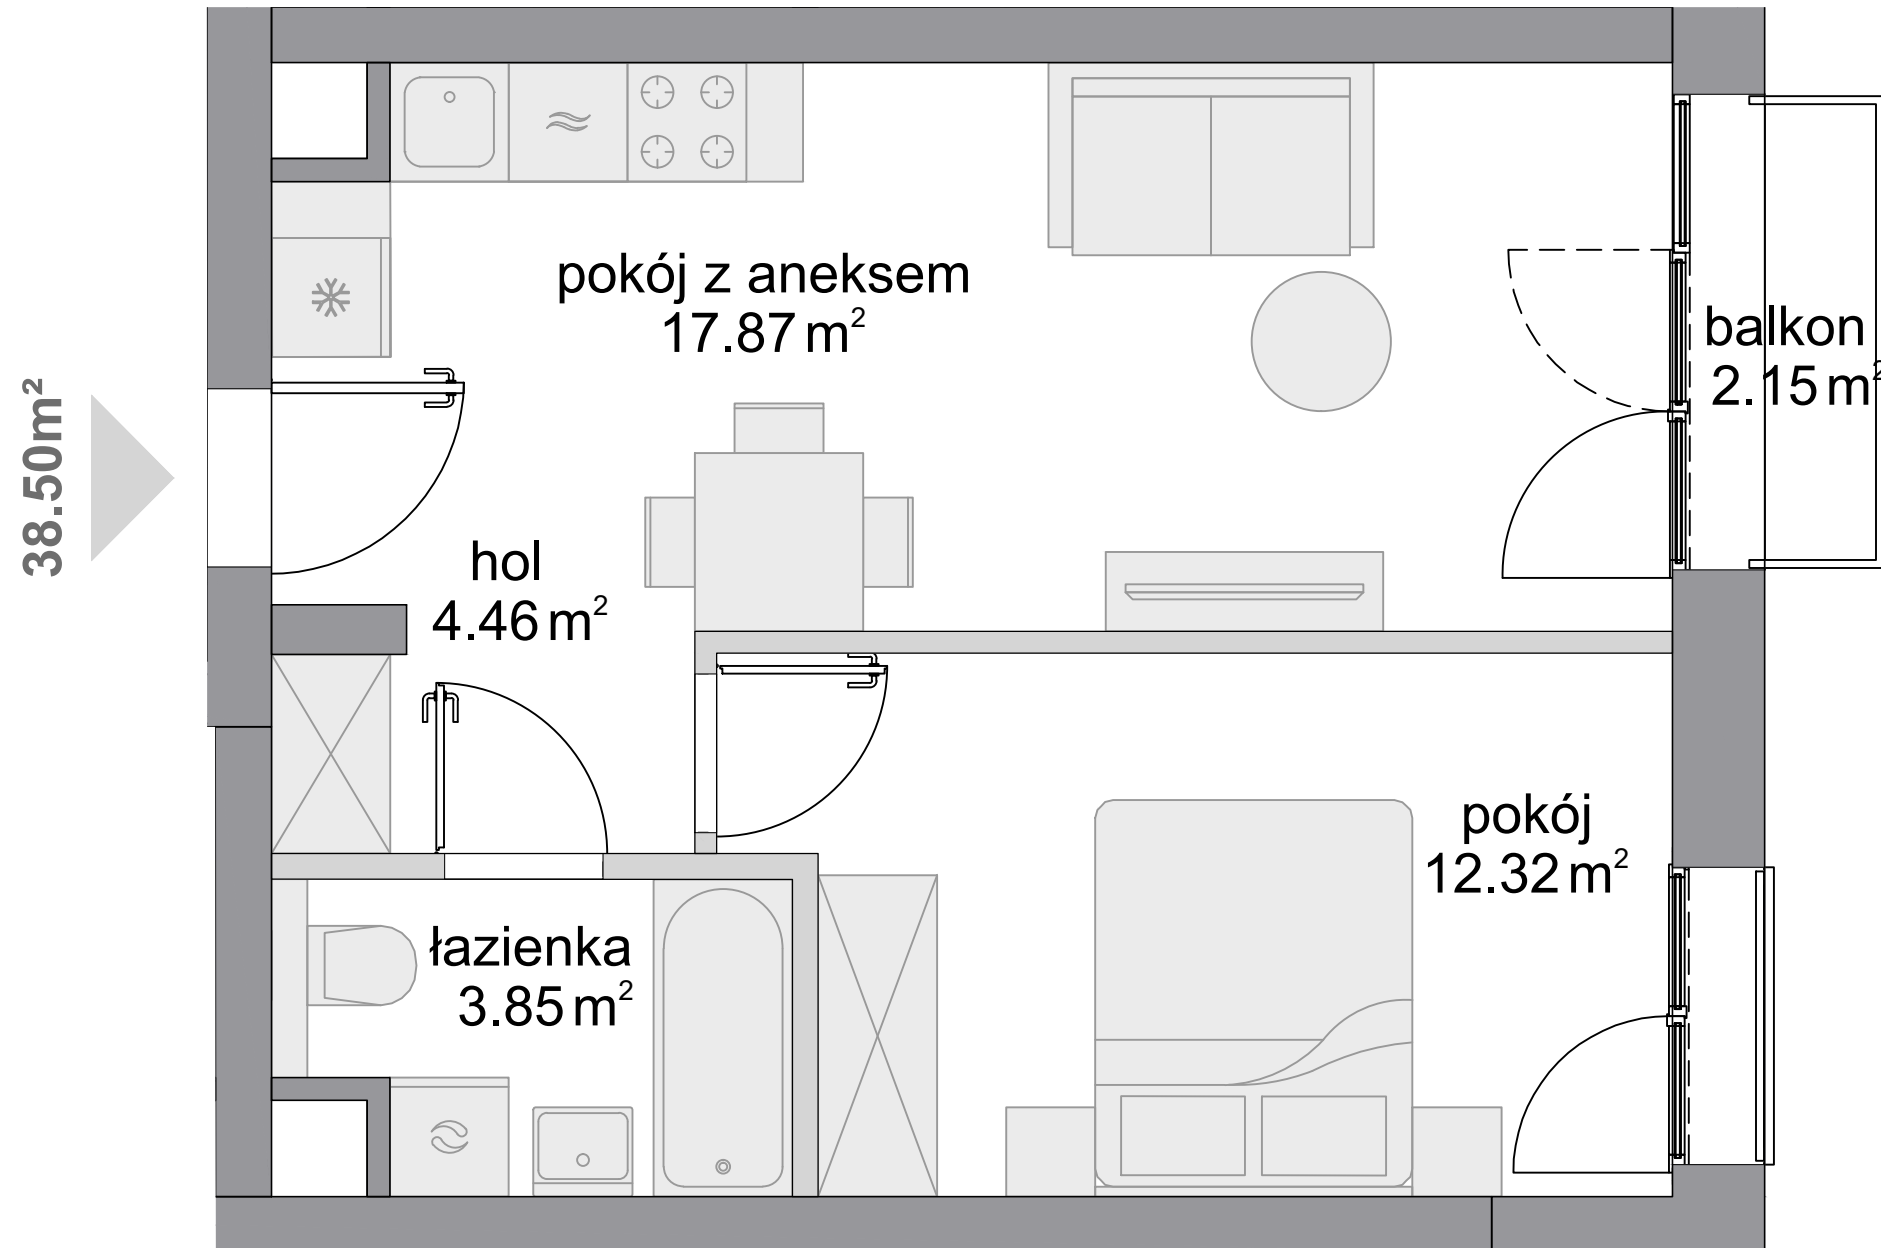 38.50m²
pokój z aneksem
17.87 m²
balkon
2.15 m²
hol
4.46 m²
pokój
12.32 m²
łazienka
3.85 m²